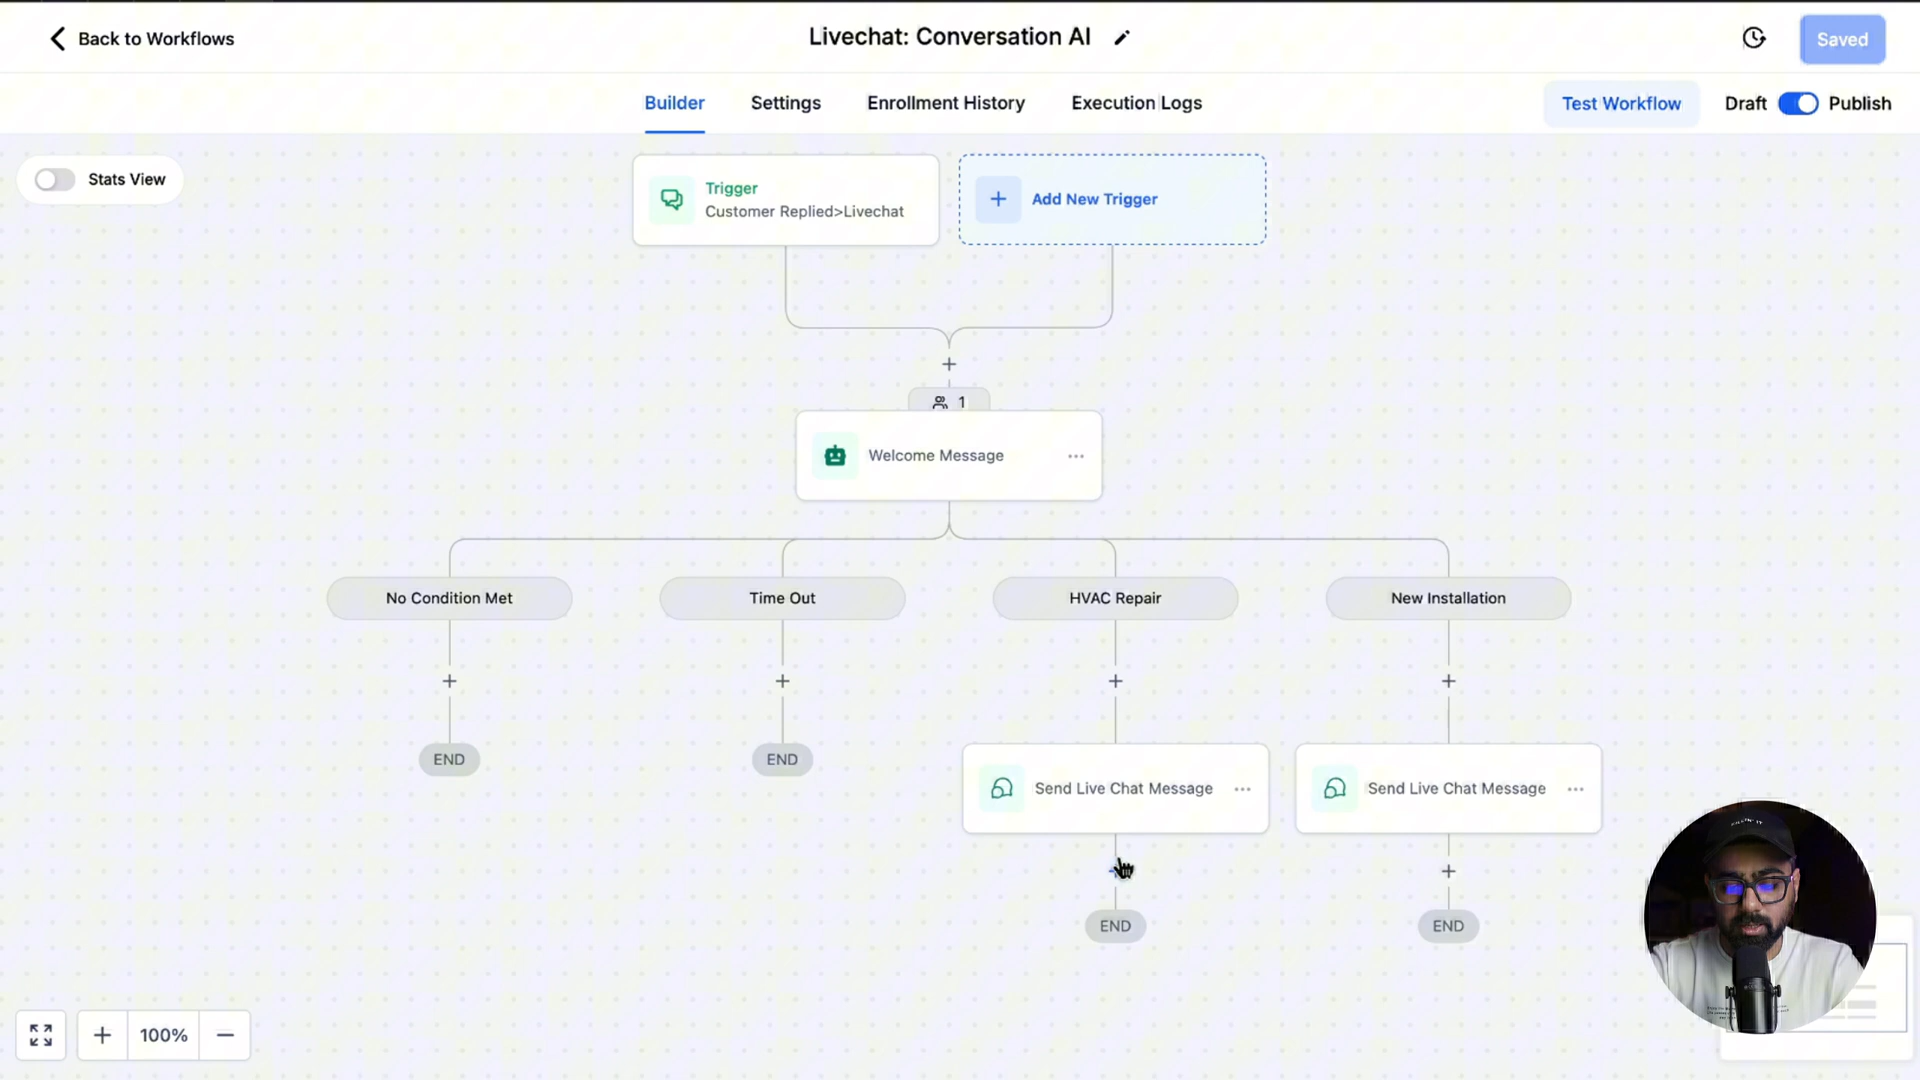 Back to Workflows
Livechat: Conversation AI
Saved
Builder
Settings
Enrollment History
Execution Logs
Test Workflow
Draft
Publish
Stats View
Trigger
Customer Replied>Livechat
Add New Trigger
1
Welcome Message
No Condition Met
Time Out
HVAC Repair
New Installation
END
END
Send Live Chat Message
Send Live Chat Message
END
END
100%